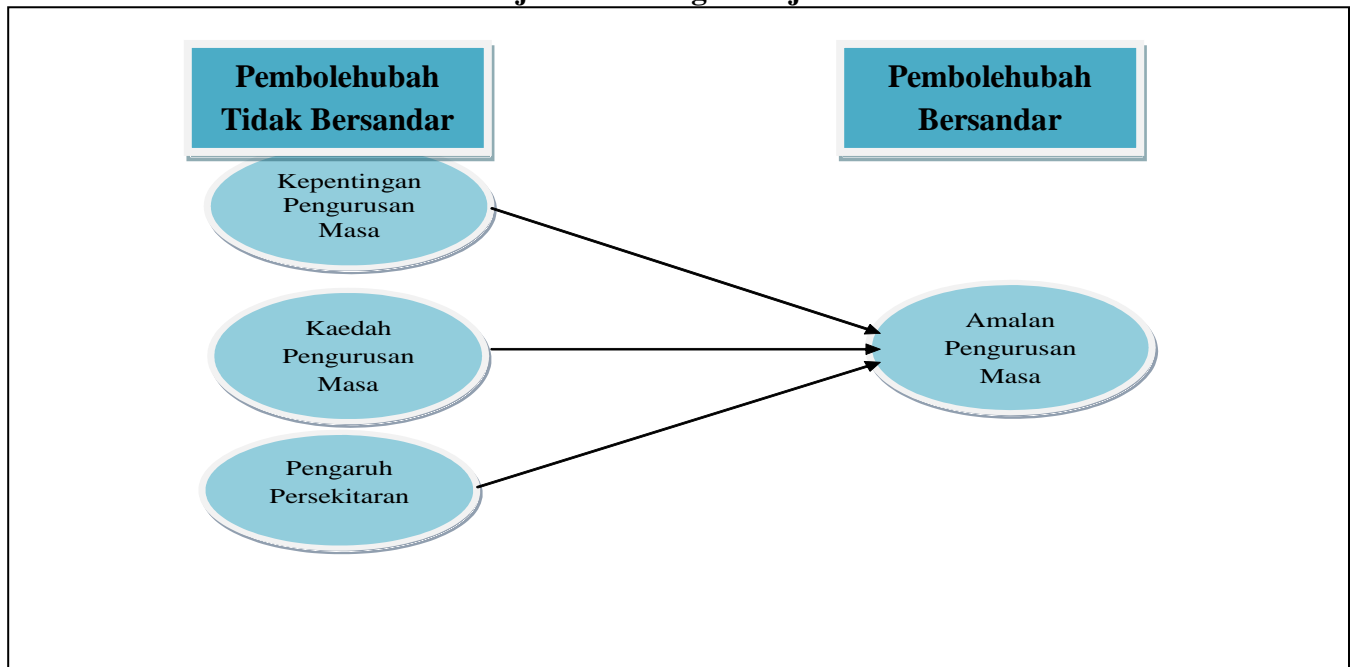 Pembolehubah
Tidak Bersandar
Pembolehubah
Bersandar
Kepentingan
Pengurusan
Masa
Kaedah
Pengurusan
Masa
Pengaruh
Persekitaran
Amalan
Pengurusan
Masa